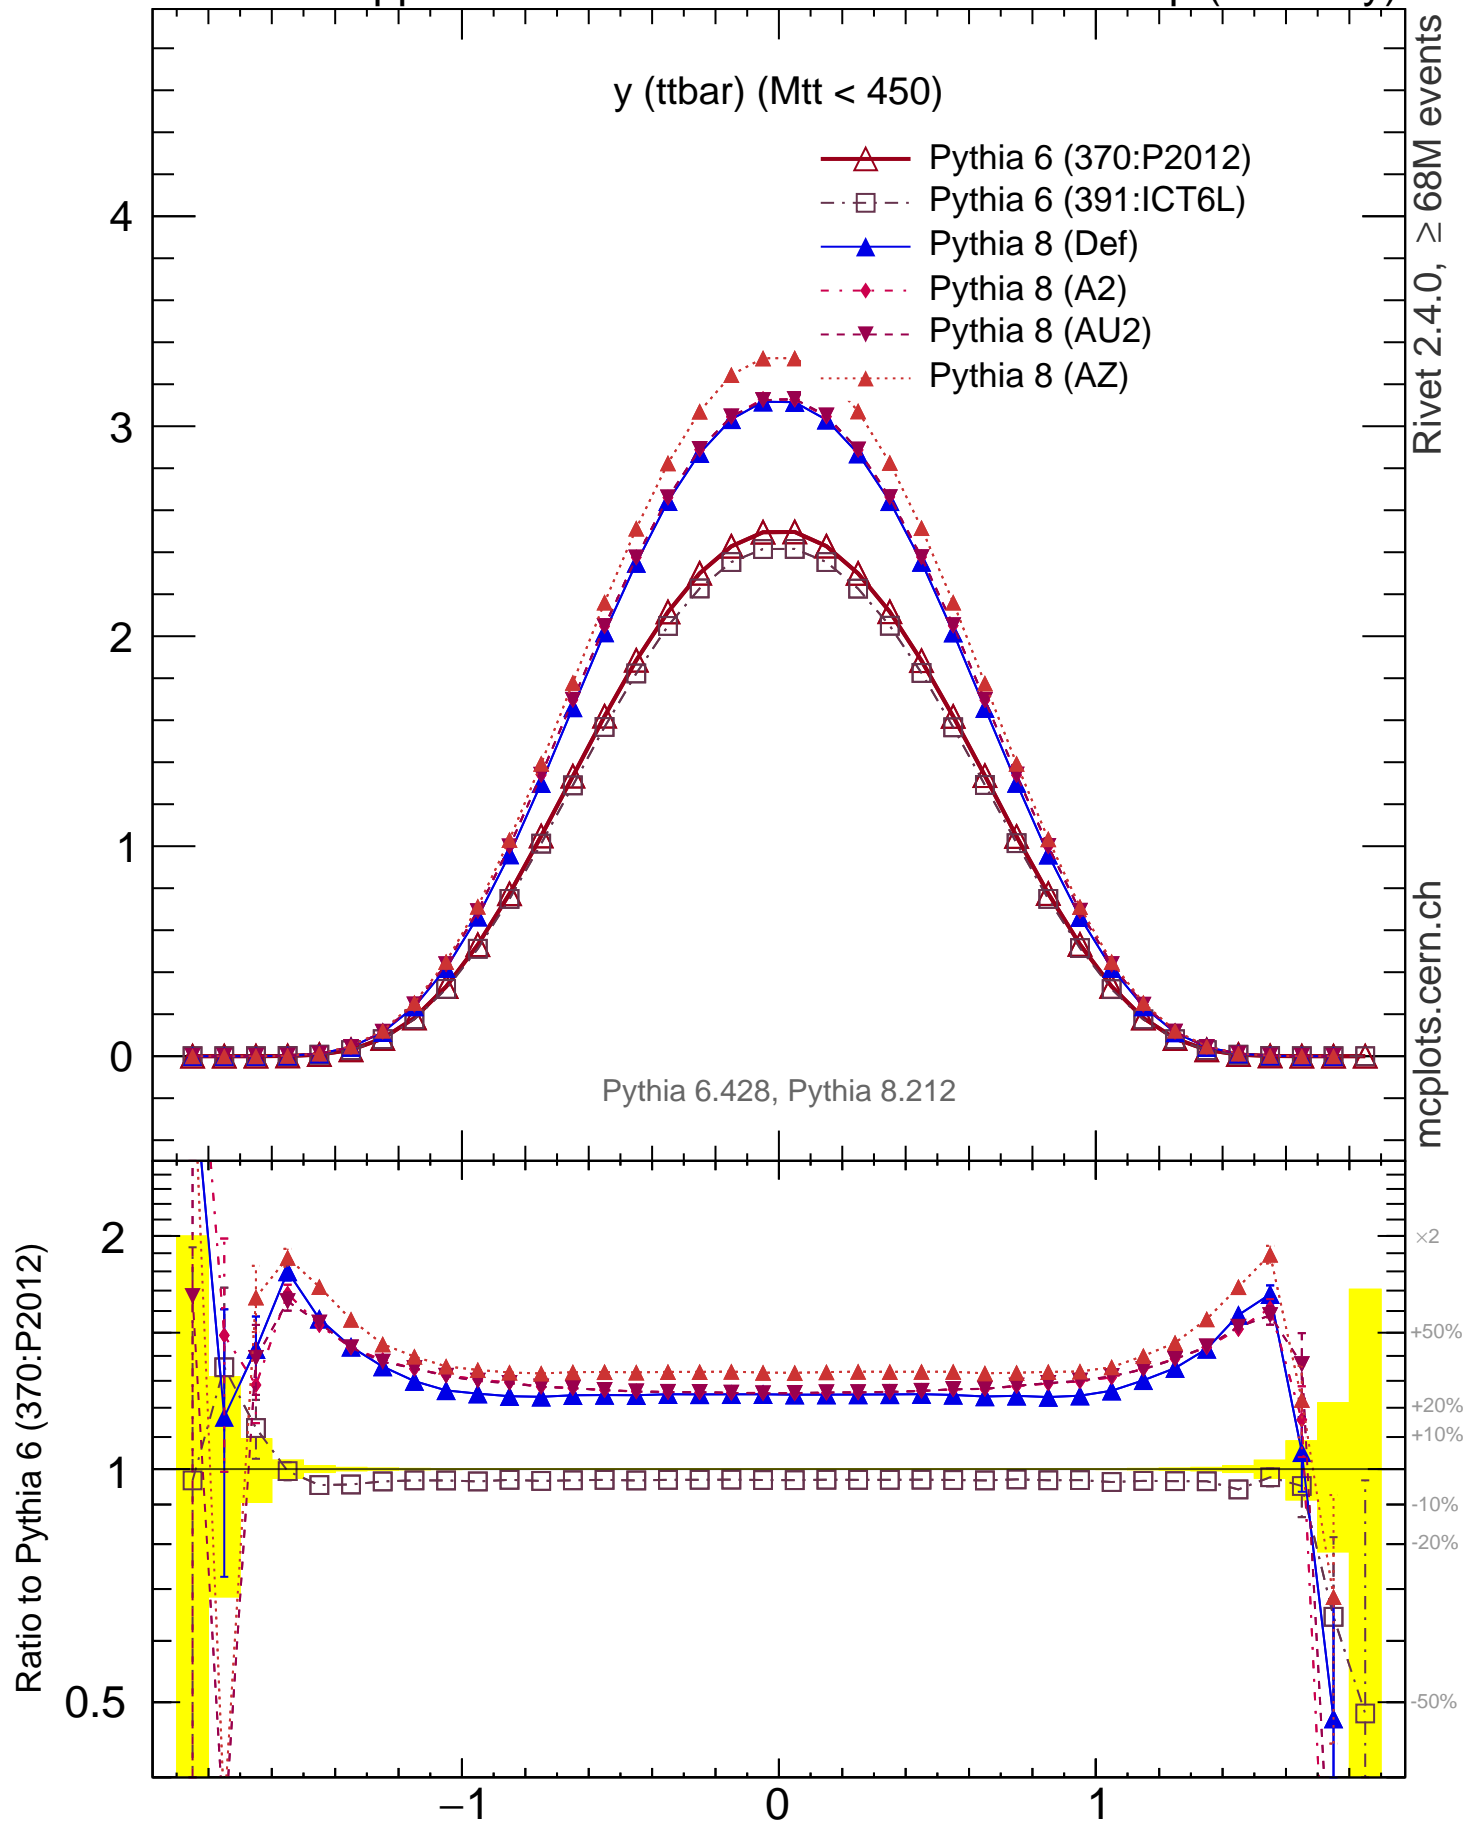 y (ttbar) (Mtt < 450)
Pythia 6 (370:P2012)
Pythia 6 (391:ICT6L)
Pythia 8 (Def)
Pythia 8 (A2)
Pythia 8 (AU2)
Pythia 8 (AZ)
4
3
2
1
0
Pythia 6.428, Pythia 8.212
Rivet 2.4.0, ≥ 68M events
mcplots.cern.ch
Ratio to Pythia 6 (370:P2012)
2
1
0.5
×2
+50%
+20%
+10%
-10%
-20%
-50%
−1
0
1